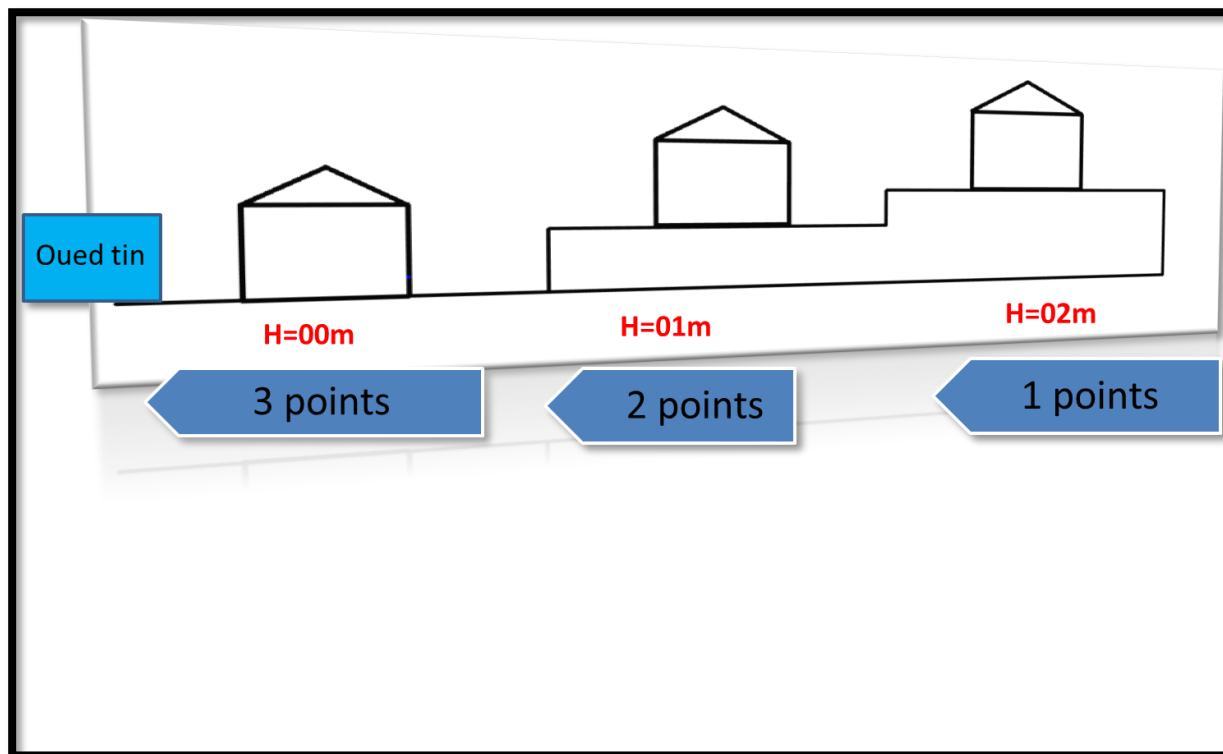 Oued tin
H=00m
H=01m
H=02m
3 points
2 points
1 points